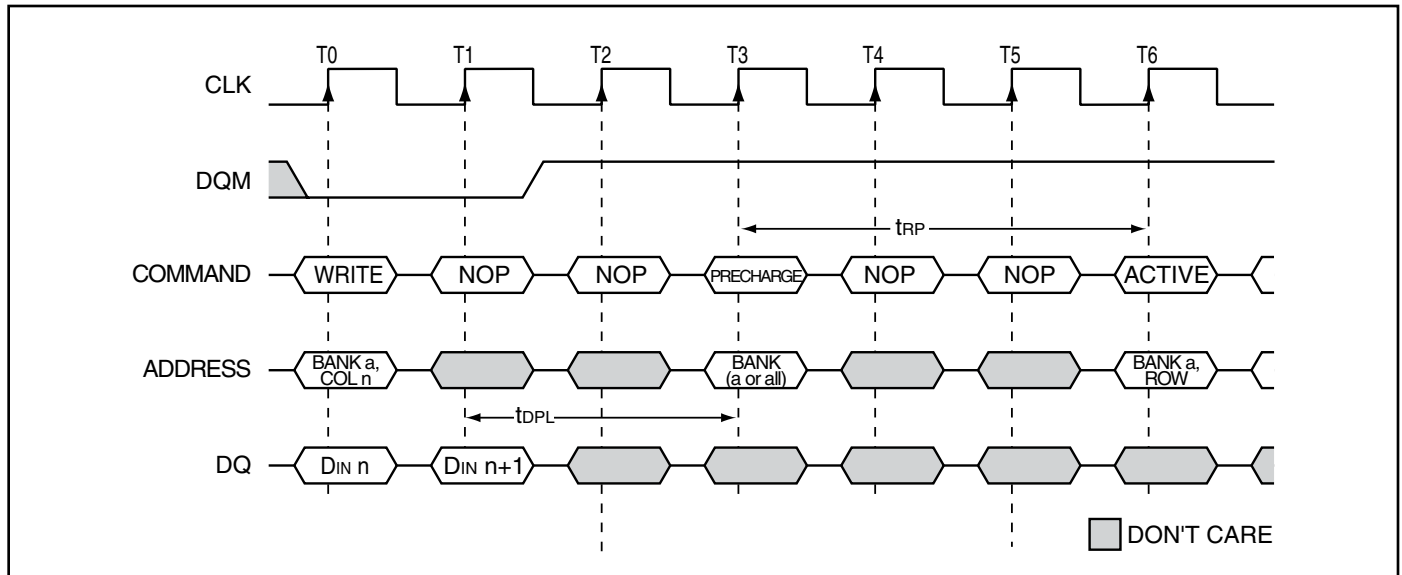 T0 T1 T2 T3 T4 T5 T6
CLK
DQM
tRP
COMMAND WRITE NOP NOP PRECHARGE NOP NOP ACTIVE
ADDRESS BANK a, COL n BANK (a or all) BANK a, ROW
tDPL
DQ DIN n DIN n+1
DON'T CARE